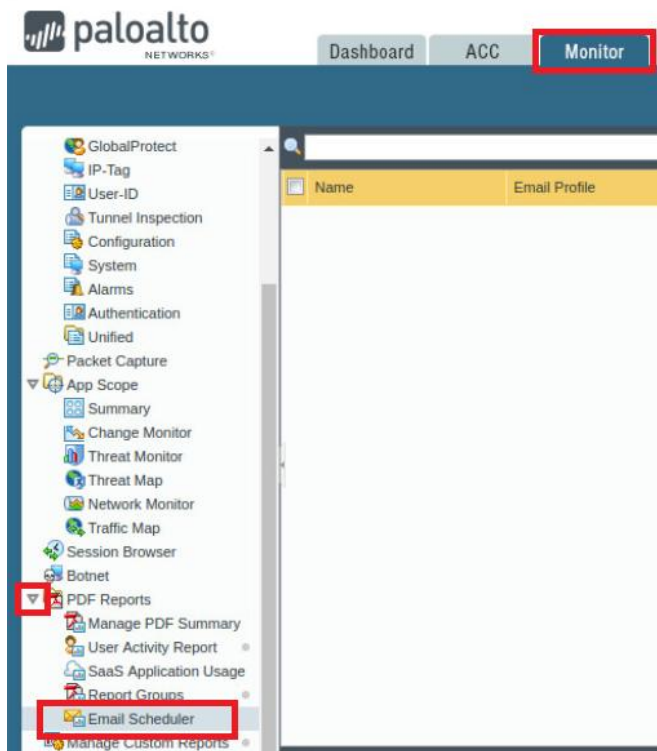 paloalto
NETWORKS®
Dashboard ACC Monitor
GlobalProtect
IP-Tag
User-ID
Tunnel Inspection
Configuration
System
Alarms
Authentication
Unified
Packet Capture
App Scope
Summary
Change Monitor
Threat Monitor
Threat Map
Network Monitor
Traffic Map
Session Browser
Botnet
PDF Reports
Manage PDF Summary
User Activity Report
SaaS Application Usage
Report Groups
Email Scheduler
Manage Custom Reports
Name Email Profile